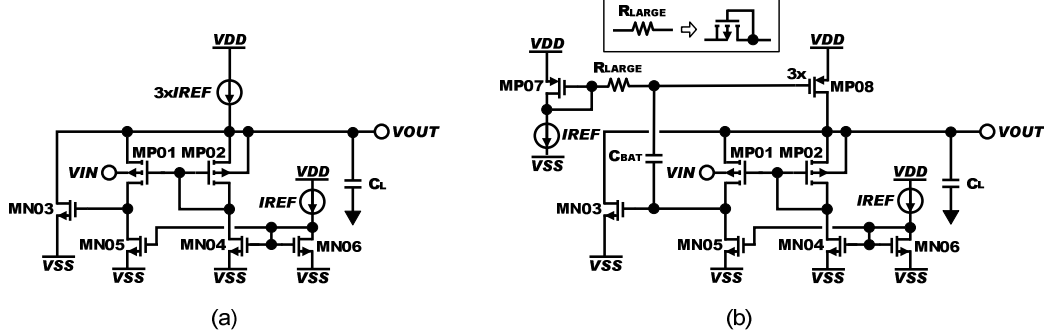 VDD
3xIREF
VOUT
MP01 MP02
VIN
VDD
CL
IREF
MN03
MN05
MN04
MN06
VSS
VSS
VSS
VSS
(a)
RLARGE
VDD
VDD
RLARGE
3x
MP07
MP08
IREF
VSS
VOUT
CBAT
MP01 MP02
VIN
VDD
CL
IREF
MN03
MN05
MN04
MN06
VSS
VSS
VSS
VSS
(b)